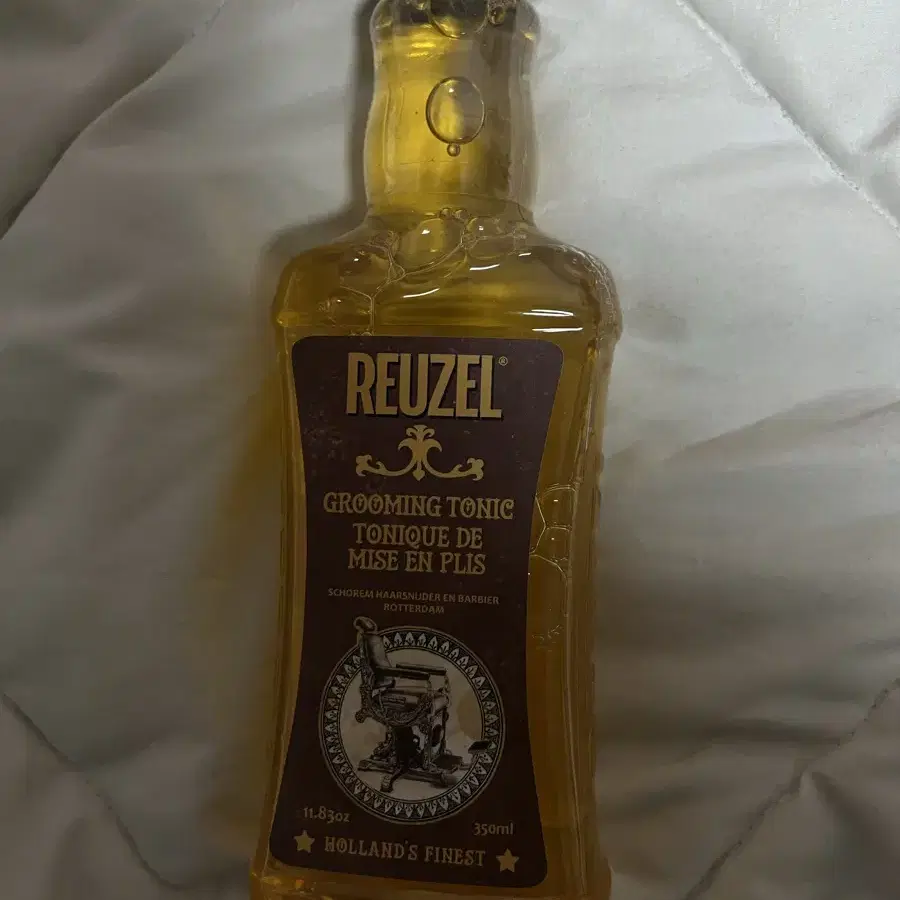 REUZEL®
GROOMING TONIC
TONIQUE DE
MISE EN PLIS
SCHOREM HAARSNIJDER EN BARBIER
ROTTERDAM
11.83oz 350ml
HOLLAND'S FINEST